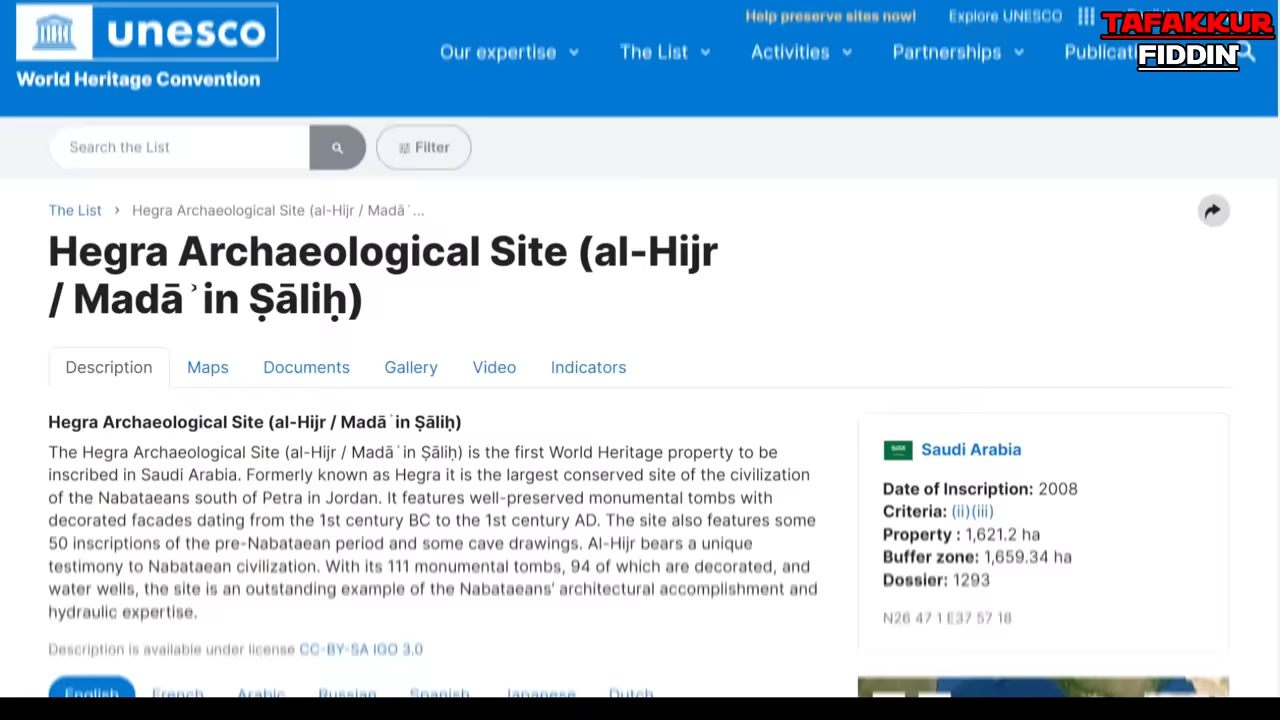 unesco
World Heritage Convention
Help preserve sites now!
Explore UNESCO
TAFAKKUR
FIDDIN
Our expertise
The List
Activities
Partnerships
Search the List
Filter
The List › Hegra Archaeological Site (al-Hijr / Madāʾ...
Hegra Archaeological Site (al-Hijr
/ Madāʾin Ṣāliḥ)
Description
Maps
Documents
Gallery
Video
Indicators
Hegra Archaeological Site (al-Hijr / Madāʾin Ṣāliḥ)
The Hegra Archaeological Site (al-Hijr / Madāʾin Ṣāliḥ) is the first World Heritage property to be
inscribed in Saudi Arabia. Formerly known as Hegra it is the largest conserved site of the civilization
of the Nabataeans south of Petra in Jordan. It features well-preserved monumental tombs with
decorated facades dating from the 1st century BC to the 1st century AD. The site also features some
50 inscriptions of the pre-Nabataean period and some cave drawings. Al-Hijr bears a unique
testimony to Nabataean civilization. With its 111 monumental tombs, 94 of which are decorated, and
water wells, the site is an outstanding example of the Nabataeans' architectural accomplishment and
hydraulic expertise.
Description is available under license CC-BY-SA IGO 3.0
English
French
Arabic
Russian
Spanish
Japanese
Dutch
Saudi Arabia
Date of Inscription: 2008
Criteria: (ii)(iii)
Property : 1,621.2 ha
Buffer zone: 1,659.34 ha
Dossier: 1293
N26 47 1 E37 57 18